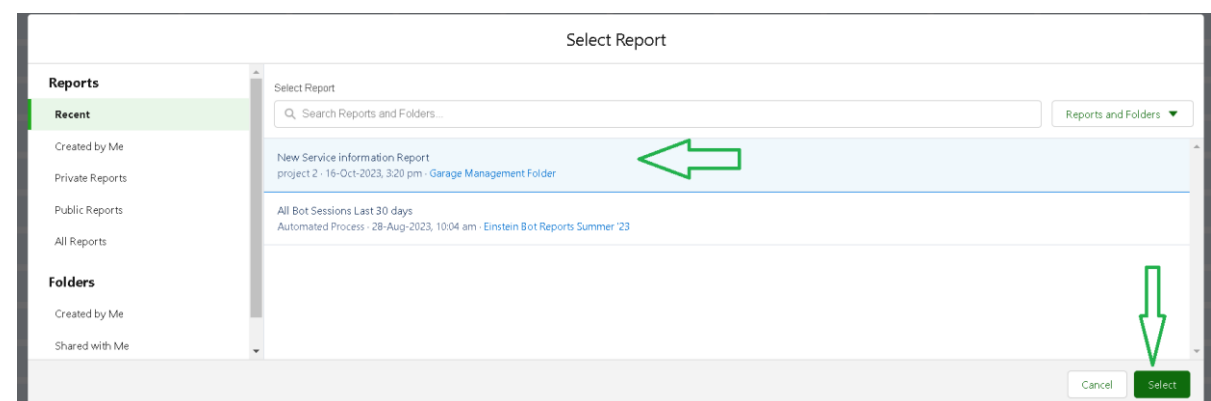 Select Report
Reports
Recent
Created by Me
Private Reports
Public Reports
All Reports
Folders
Created by Me
Shared with Me
Select Report
Search Reports and Folders...
Reports and Folders
New Service information Report
project 2 · 16-Oct-2023, 3:20 pm · Garage Management Folder
All Bot Sessions Last 30 days
Automated Process · 28-Aug-2023, 10:04 am · Einstein Bot Reports Summer '23
Cancel
Select